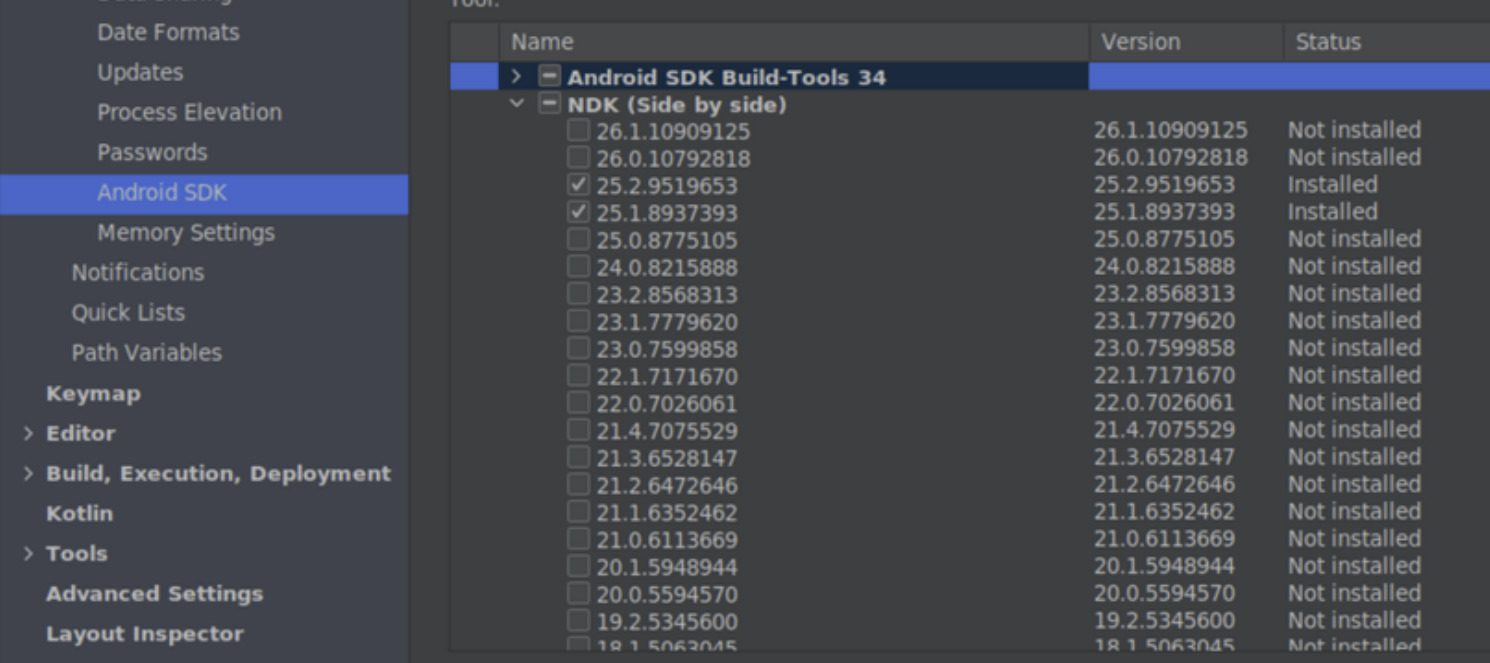 Data Sharing
Date Formats
Updates
Process Elevation
Passwords
Android SDK
Memory Settings
Notifications
Quick Lists
Path Variables
Keymap
Editor
Build, Execution, Deployment
Kotlin
Tools
Advanced Settings
Layout Inspector
Name Version Status
Android SDK Build-Tools 34
NDK (Side by side)
26.1.10909125 26.1.10909125 Not installed
26.0.10792818 26.0.10792818 Not installed
25.2.9519653 25.2.9519653 Installed
25.1.8937393 25.1.8937393 Installed
25.0.8775105 25.0.8775105 Not installed
24.0.8215888 24.0.8215888 Not installed
23.2.8568313 23.2.8568313 Not installed
23.1.7779620 23.1.7779620 Not installed
23.0.7599858 23.0.7599858 Not installed
22.1.7171670 22.1.7171670 Not installed
22.0.7026061 22.0.7026061 Not installed
21.4.7075529 21.4.7075529 Not installed
21.3.6528147 21.3.6528147 Not installed
21.2.6472646 21.2.6472646 Not installed
21.1.6352462 21.1.6352462 Not installed
21.0.6113669 21.0.6113669 Not installed
20.1.5948944 20.1.5948944 Not installed
20.0.5594570 20.0.5594570 Not installed
19.2.5345600 19.2.5345600 Not installed
18.1.5063045 18.1.5063045 Not installed